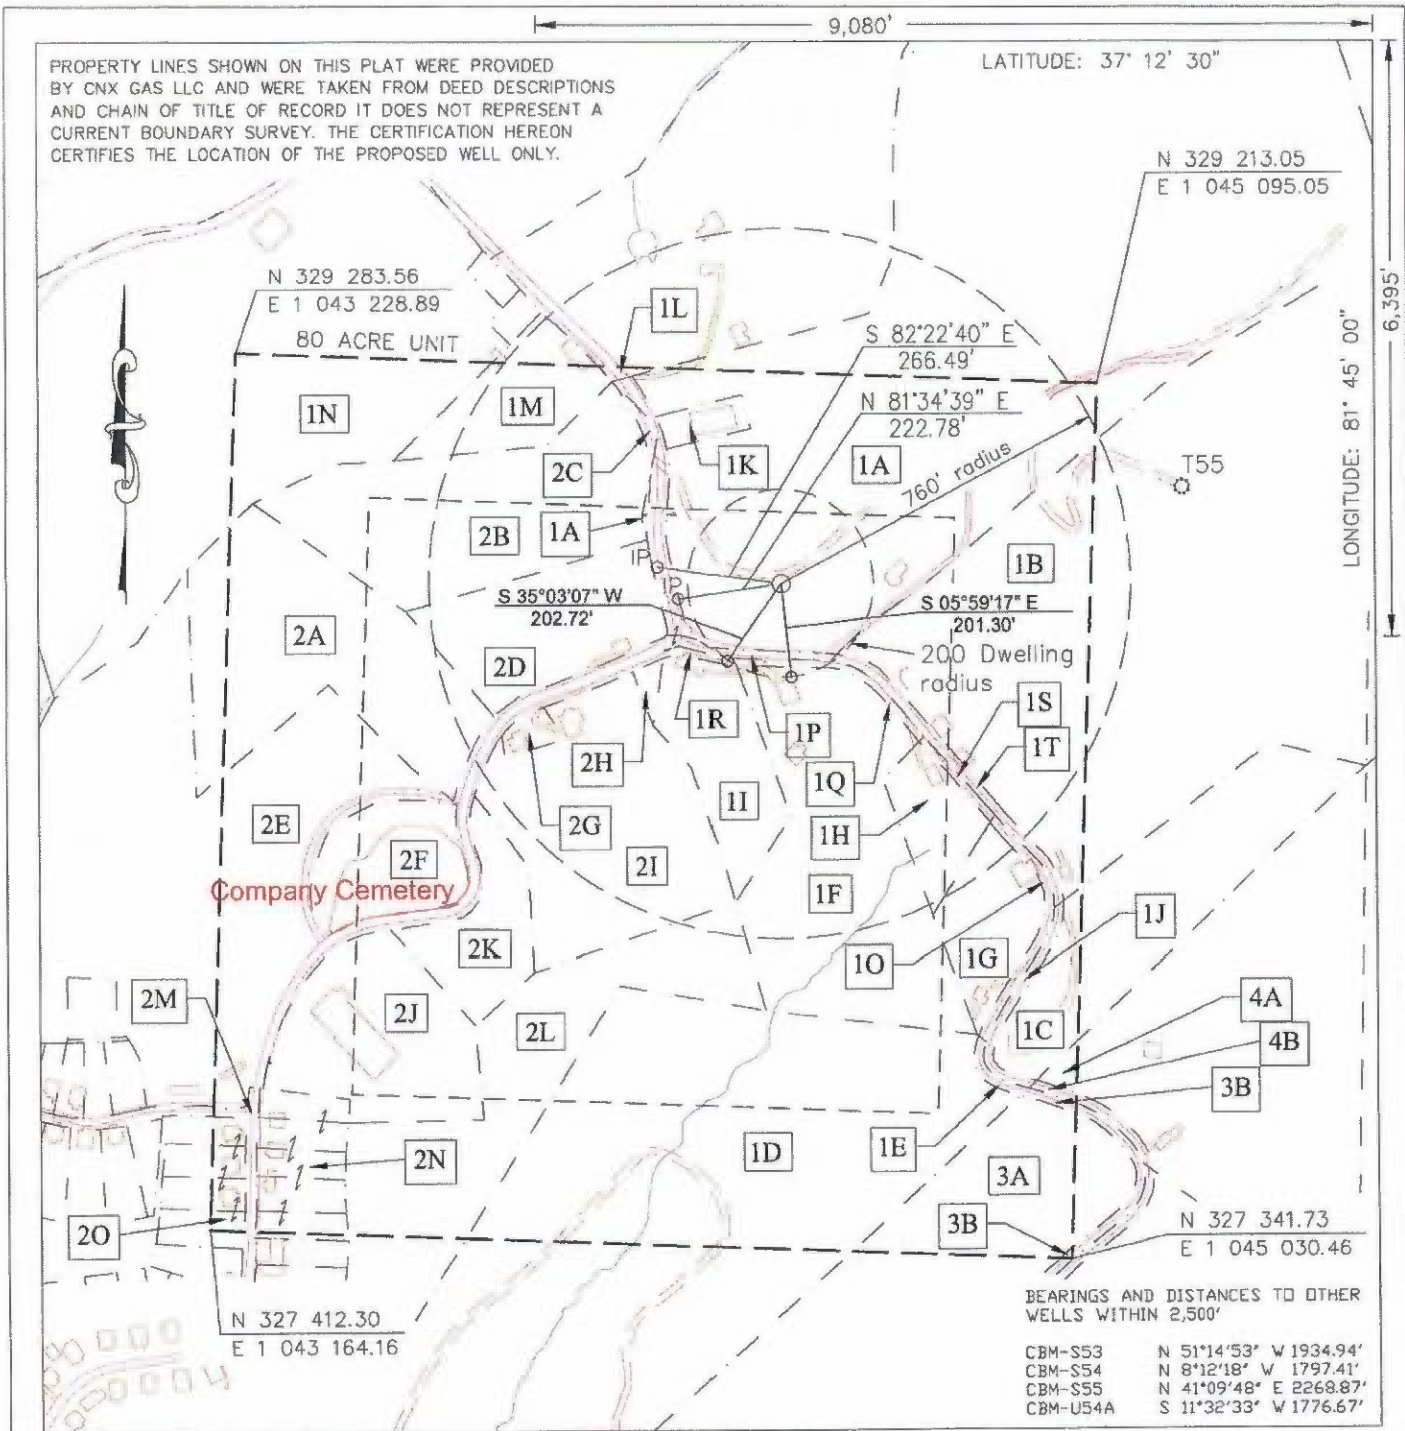 9,080'
PROPERTY LINES SHOWN ON THIS PLAT WERE PROVIDED
BY CNX GAS LLC AND WERE TAKEN FROM DEED DESCRIPTIONS
AND CHAIN OF TITLE OF RECORD IT DOES NOT REPRESENT A
CURRENT BOUNDARY SURVEY. THE CERTIFICATION HEREON
CERTIFIES THE LOCATION OF THE PROPOSED WELL ONLY.
LATITUDE: 37° 12' 30"
6,395'
LONGITUDE: 81° 45' 00"
N 329 213.05
E 1 045 095.05
N 329 283.56
E 1 043 228.89
80 ACRE UNIT
1L
S 82°22'40" E
266.49'
N 81°34'39" E
222.78'
1N
1M
2C
1K
1A
760' radius
T55
2B
1A
IP
IP
1B
S 35°03'07" W
202.72'
S 05°59'17" E
201.30'
200 Dwelling
radius
2A
2D
1R
1P
1S
1T
2H
1Q
1I
2E
2G
1H
2F
2I
1F
Company Cemetery
1J
2K
1O
1G
2M
2J
2L
1C
4A
4B
3B
1E
2N
1D
3A
2O
3B
N 327 341.73
E 1 045 030.46
N 327 412.30
E 1 043 164.16
BEARINGS AND DISTANCES TO OTHER
WELLS WITHIN 2,500'
CBM-S53 N 51°14'53" W 1934.94'
CBM-S54 N 8°12'18" W 1797.41'
CBM-S55 N 41°09'48" E 2268.87'
CBM-U54A S 11°32'33" W 1776.67'